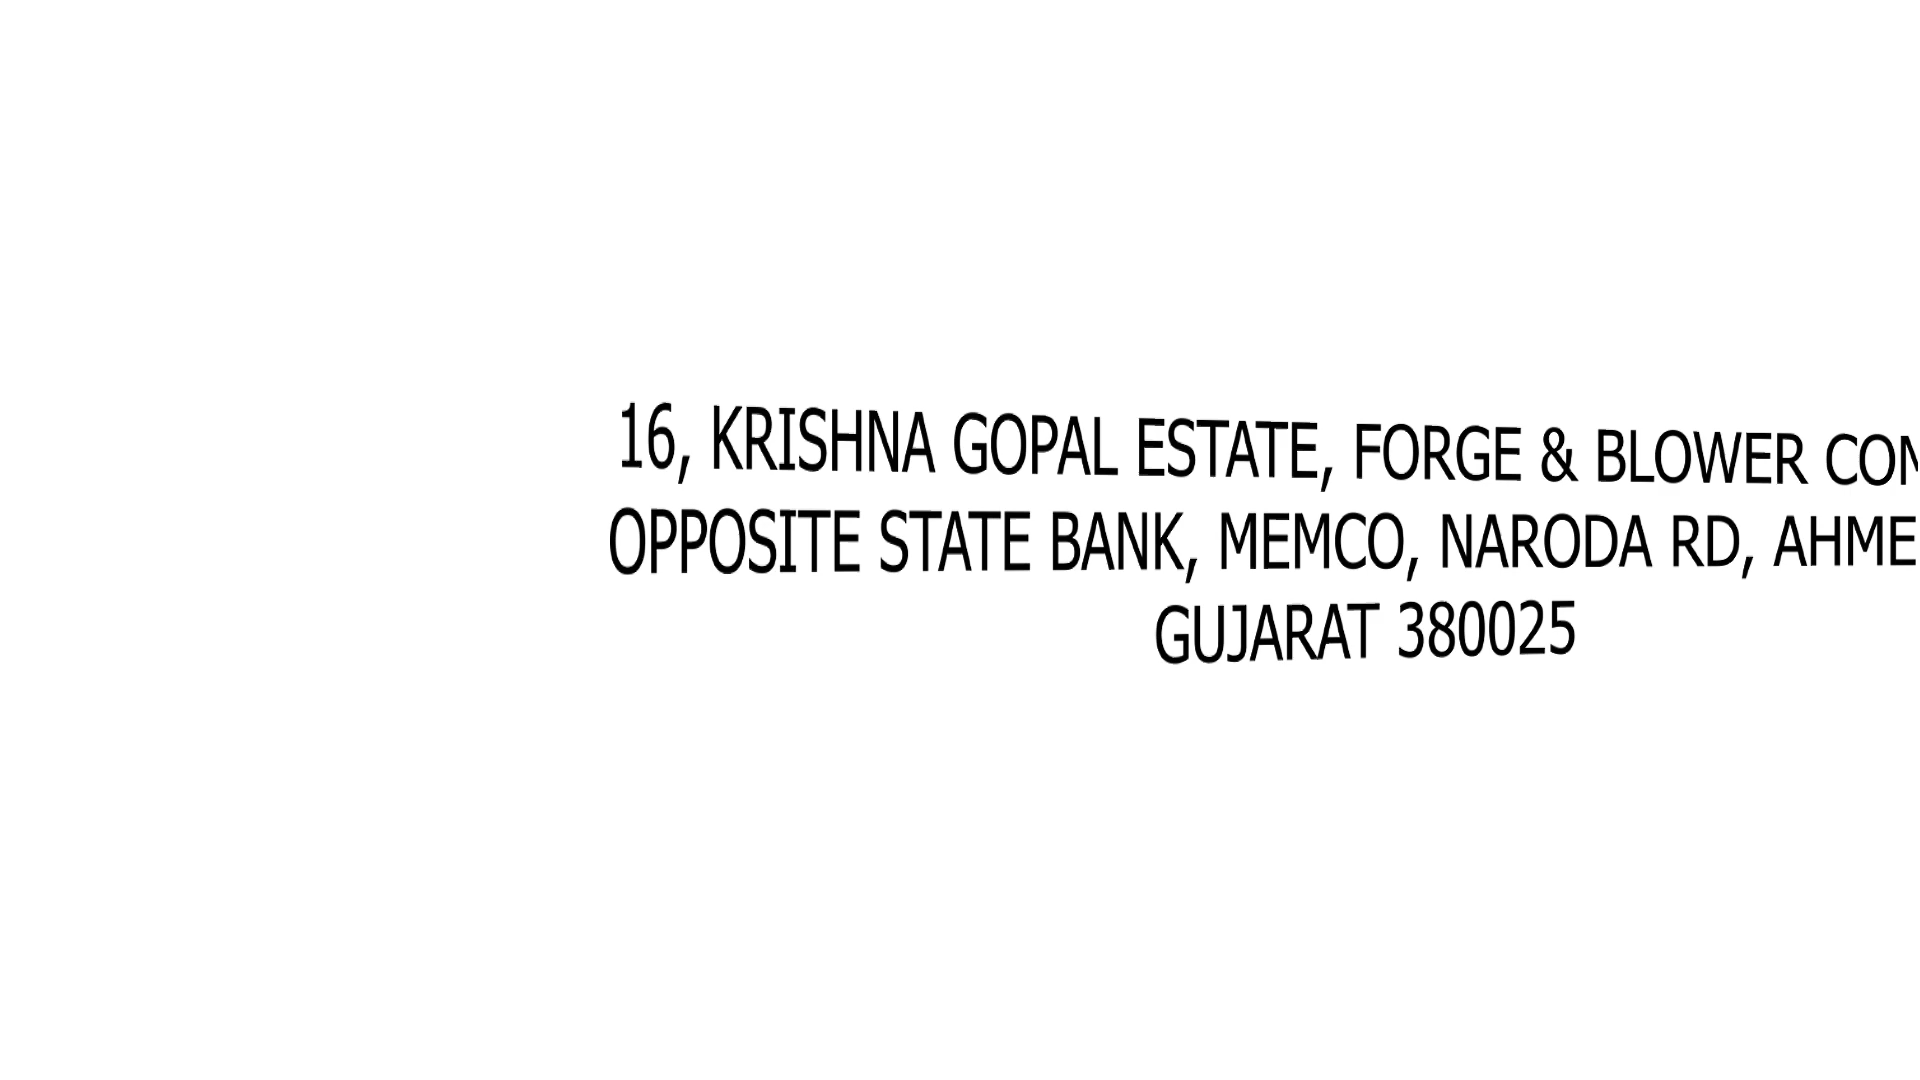 16, KRISHNA GOPAL ESTATE, FORGE & BLOWER
OPPOSITE STATE BANK, MEMCO, NARODA RD,
GUJARAT 380025